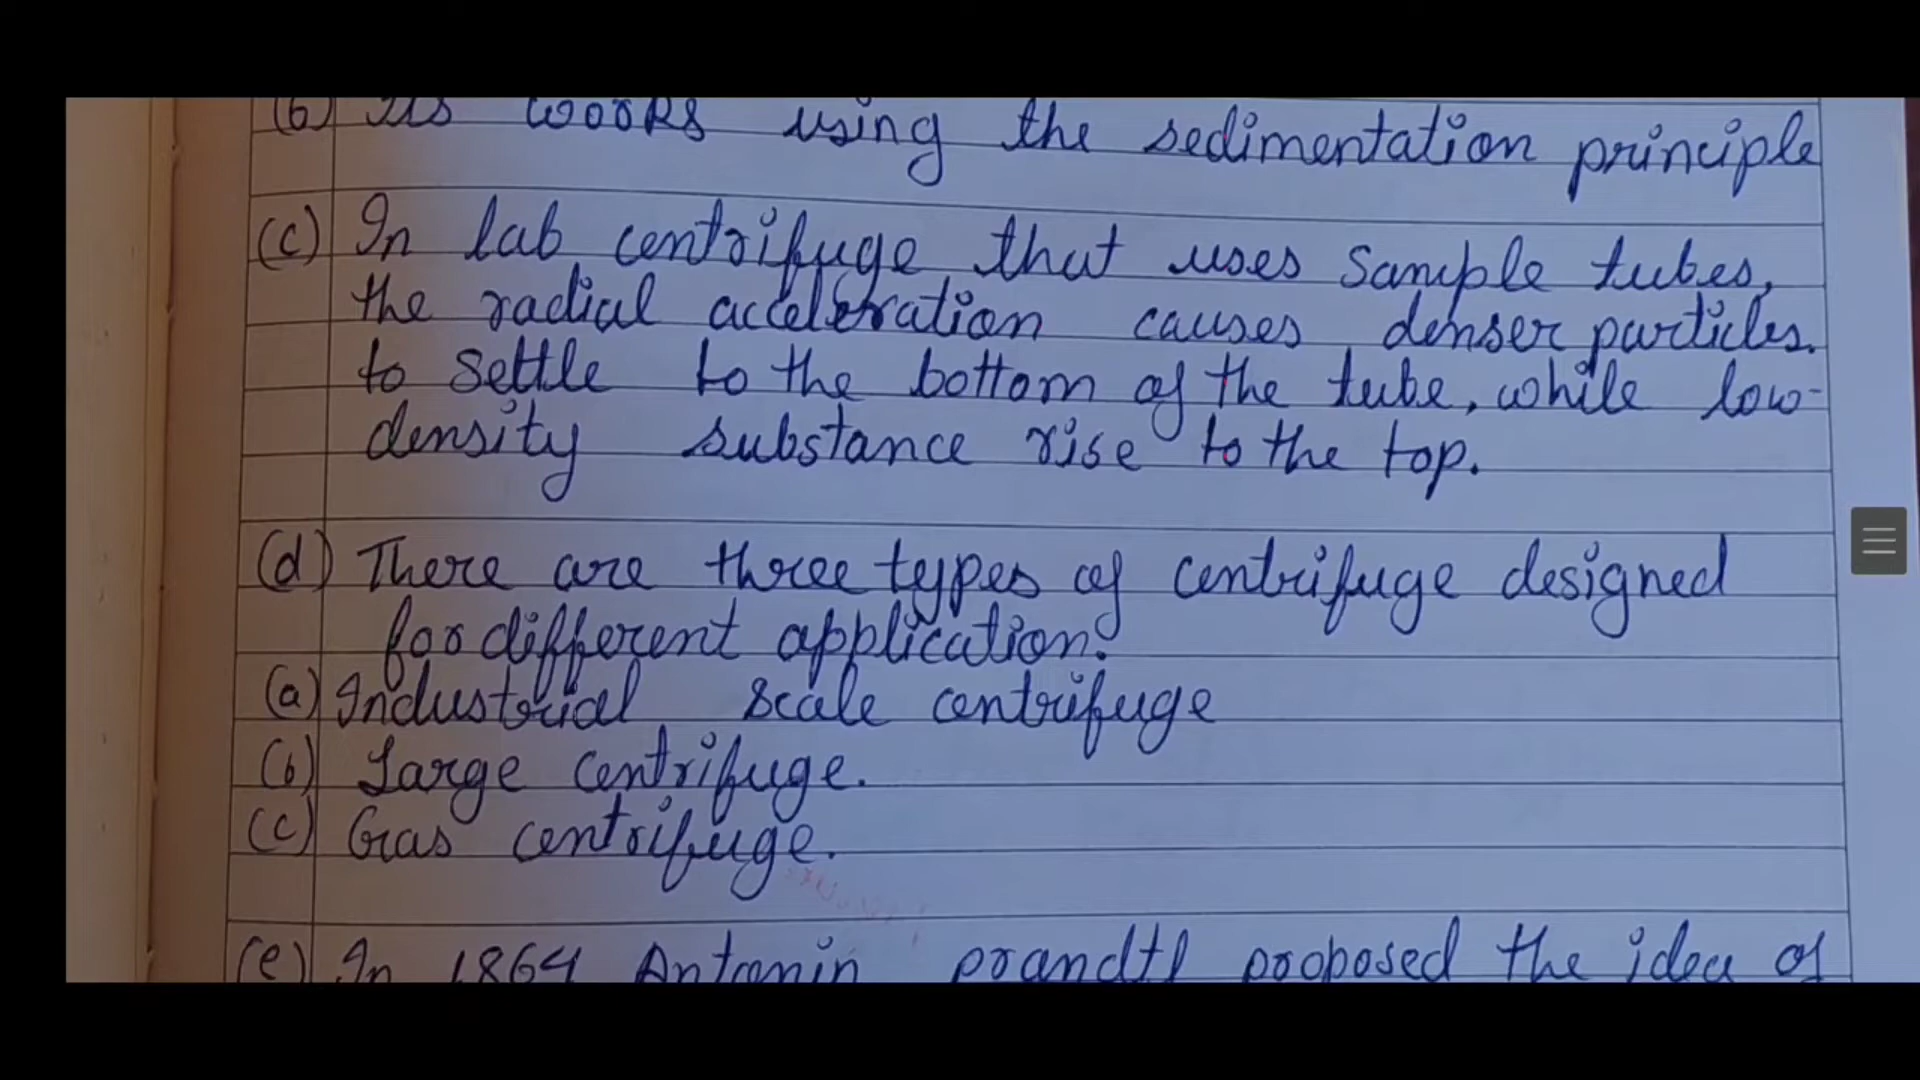 (b) Its works using the sedimentation principle
(c) In lab centrifuge that uses sample tubes,
the radial acceleration causes denser particles.
to settle to the bottom of the tube, while low-
density substance rise to the top.
(d) There are three types of centrifuge designed
for different application.
(a) Industrial scale centrifuge
(b) Large centrifuge.
(c) Gas centrifuge.
(e) In 1864 Antonin prandtl proposed the idea of